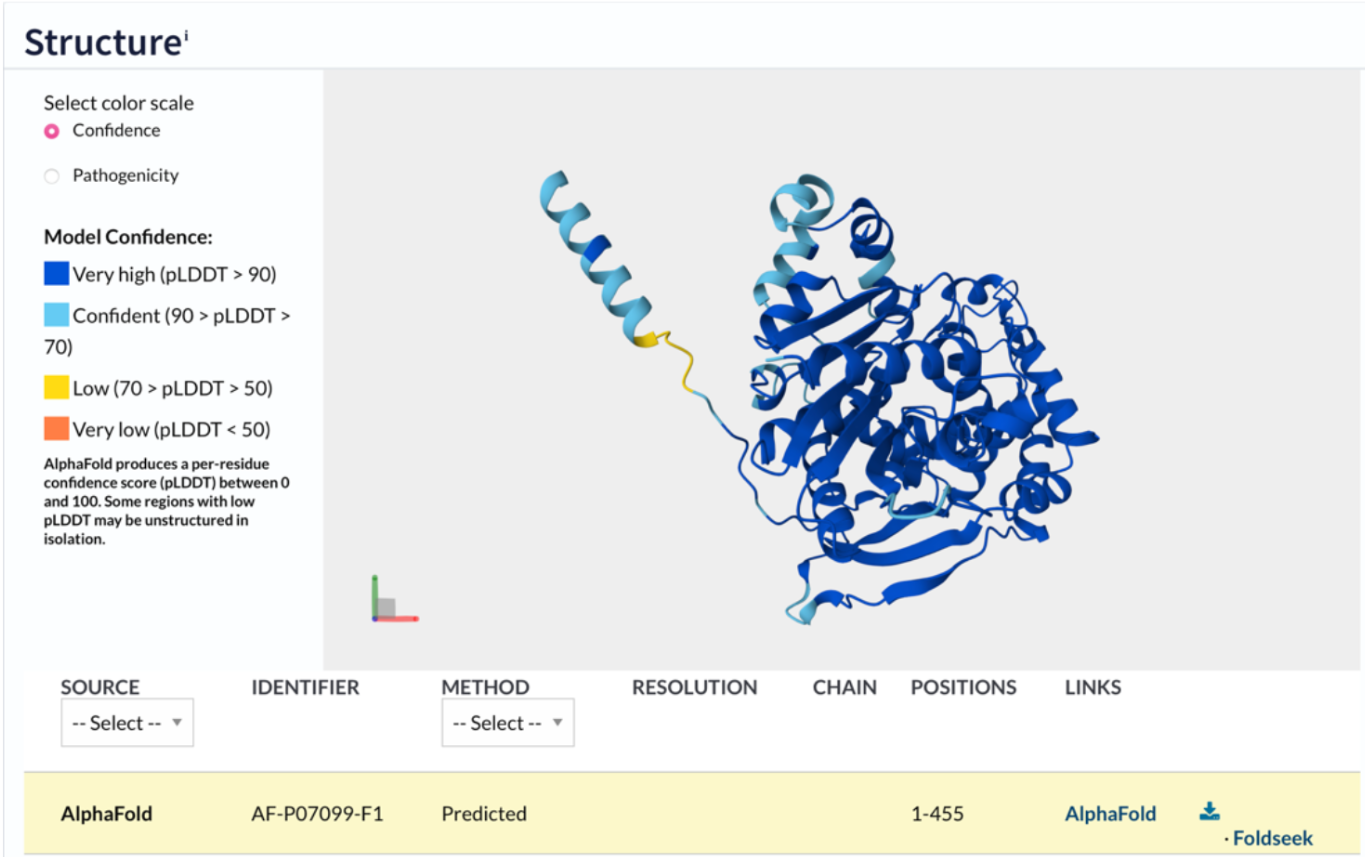 Structureⁱ
Select color scale
Confidence
Pathogenicity
Model Confidence:
Very high (pLDDT > 90)
Confident (90 > pLDDT >
70)
Low (70 > pLDDT > 50)
Very low (pLDDT < 50)
AlphaFold produces a per-residue
confidence score (pLDDT) between 0
and 100. Some regions with low
pLDDT may be unstructured in
isolation.
SOURCE IDENTIFIER METHOD RESOLUTION CHAIN POSITIONS LINKS
-- Select -- -- Select --
AlphaFold AF-P07099-F1 Predicted 1-455 AlphaFold
· Foldseek